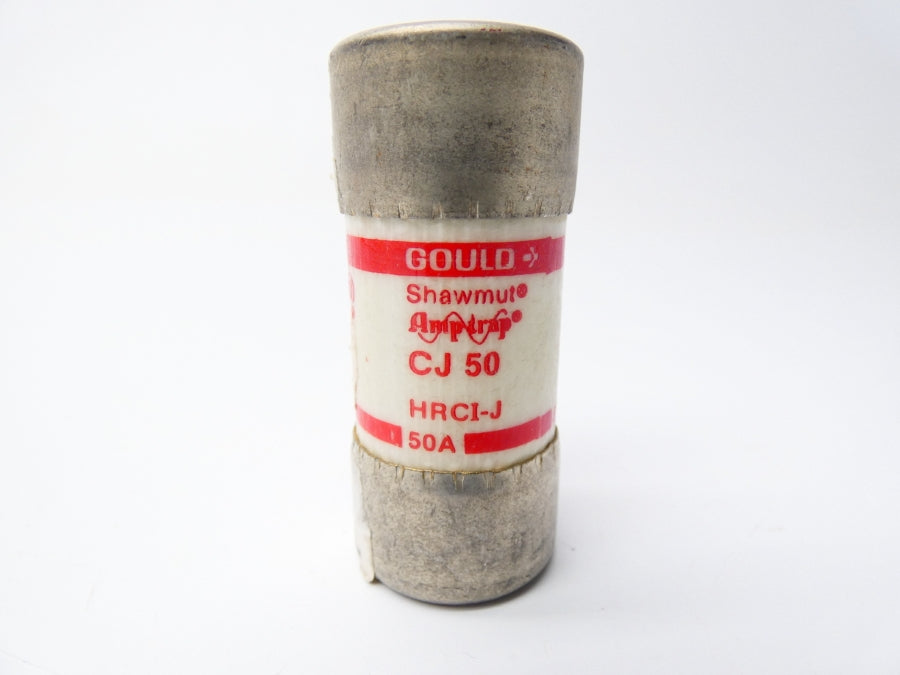 GOULD
Shawmut®
Amp-trap®
CJ 50
HRCI-J
50A